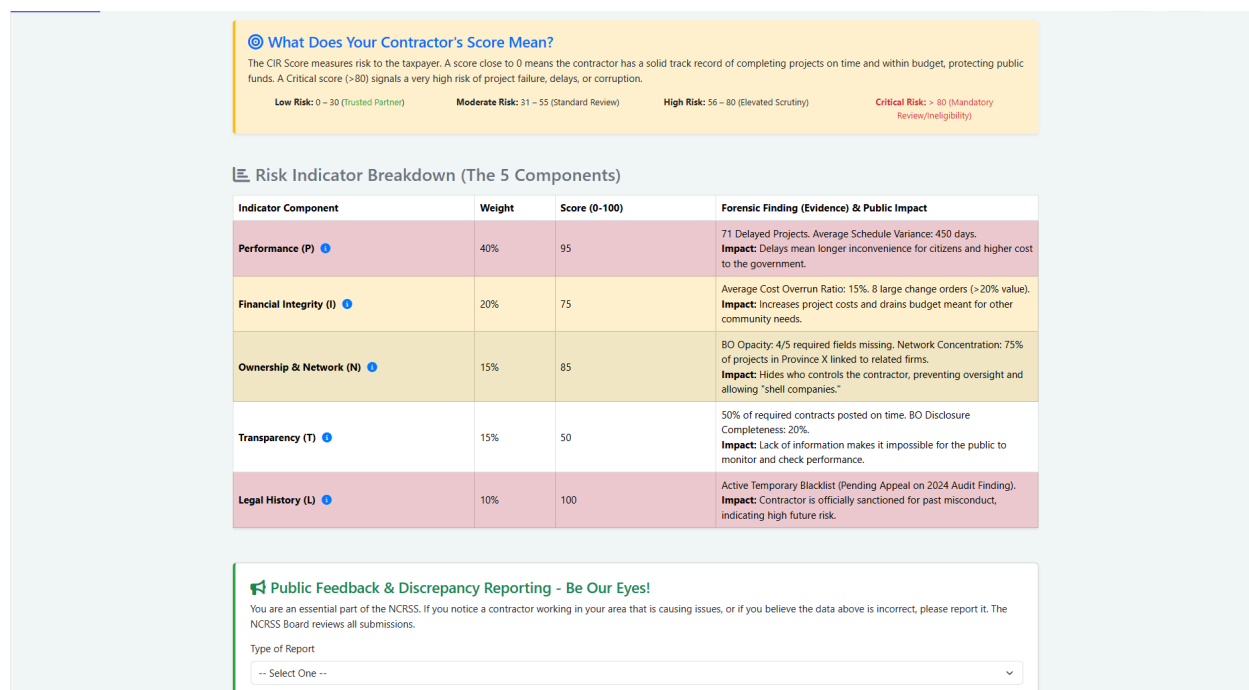 What Does Your Contractor's Score Mean?
The CIR Score measures risk to the taxpayer. A score close to 0 means the contractor has a solid track record of completing projects on time and within budget, protecting public
funds. A Critical score (>80) signals a very high risk of project failure, delays, or corruption.
Low Risk: 0 – 30 (Trusted Partner)
Moderate Risk: 31 – 55 (Standard Review)
High Risk: 56 – 80 (Elevated Scrutiny)
Critical Risk: > 80 (Mandatory
Review/Ineligibility)
Risk Indicator Breakdown (The 5 Components)
Indicator Component
Weight
Score (0-100)
Forensic Finding (Evidence) & Public Impact
Performance (P)
40%
95
71 Delayed Projects. Average Schedule Variance: 450 days.
Impact: Delays mean longer inconvenience for citizens and higher cost
to the government.
Financial Integrity (I)
20%
75
Average Cost Overrun Ratio: 15%. 8 large change orders (>20% value).
Impact: Increases project costs and drains budget meant for other
community needs.
Ownership & Network (N)
15%
85
BO Opacity: 4/5 required fields missing. Network Concentration: 75%
of projects in Province X linked to related firms.
Impact: Hides who controls the contractor, preventing oversight and
allowing "shell companies."
Transparency (T)
15%
50
50% of required contracts posted on time. BO Disclosure
Completeness: 20%.
Impact: Lack of information makes it impossible for the public to
monitor and check performance.
Legal History (L)
10%
100
Active Temporary Blacklist (Pending Appeal on 2024 Audit Finding).
Impact: Contractor is officially sanctioned for past misconduct,
indicating high future risk.
Public Feedback & Discrepancy Reporting - Be Our Eyes!
You are an essential part of the NCRSS. If you notice a contractor working in your area that is causing issues, or if you believe the data above is incorrect, please report it. The
NCRSS Board reviews all submissions.
Type of Report
-- Select One --